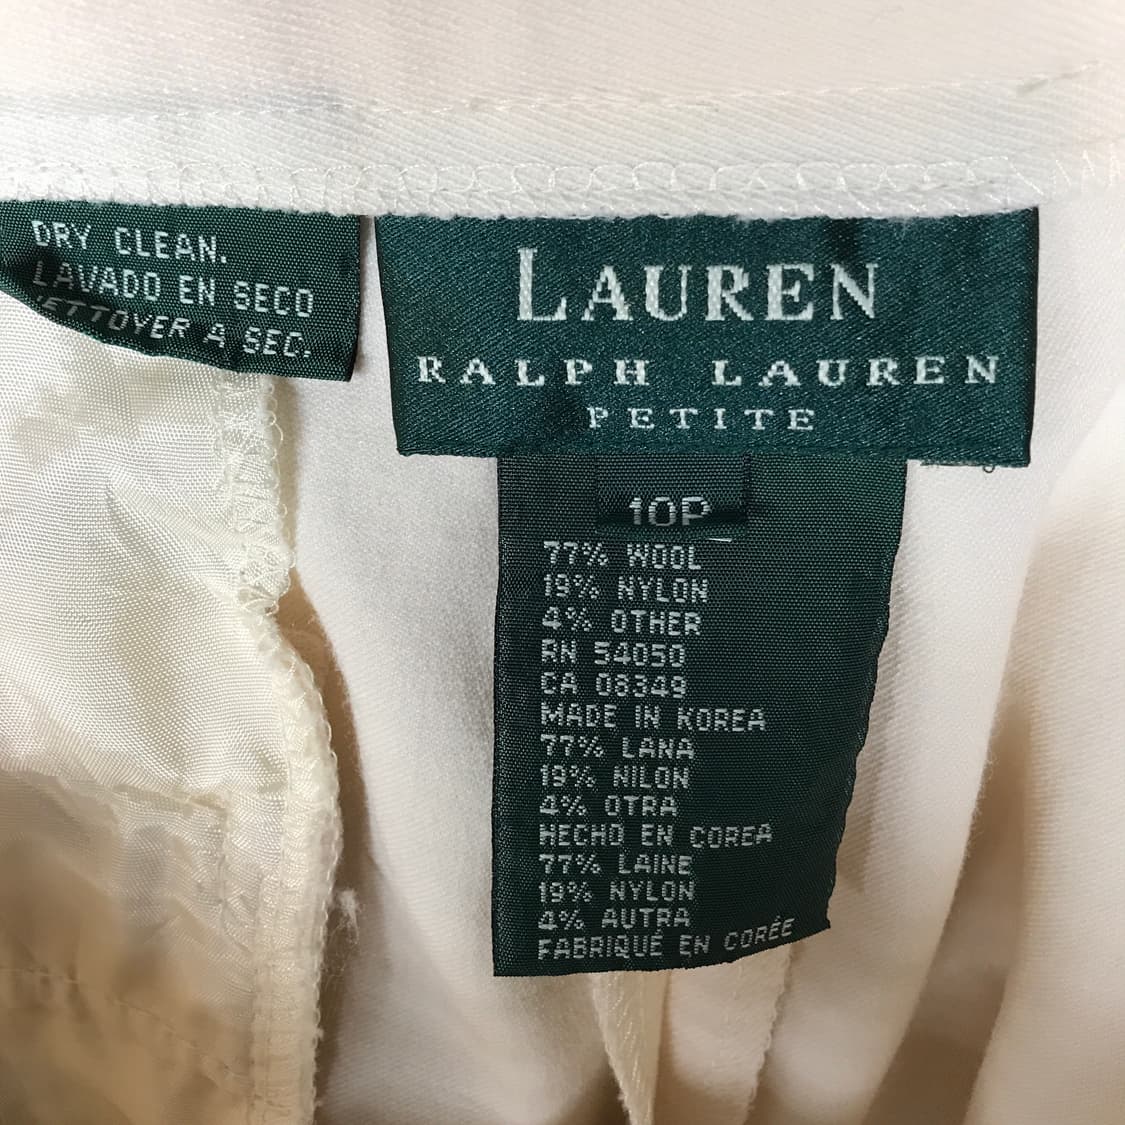 DRY CLEAN.
LAVADO EN SECO
ETTOYER A SEC.
LAUREN
RALPH LAUREN
PETITE
10P
77% WOOL
19% NYLON
4% OTHER
RN 54050
CA 08349
MADE IN KOREA
77% LANA
19% NILON
4% OTRA
HECHO EN COREA
77% LAINE
19% NYLON
4% AUTRA
FABRIQUÉ EN CORÉE